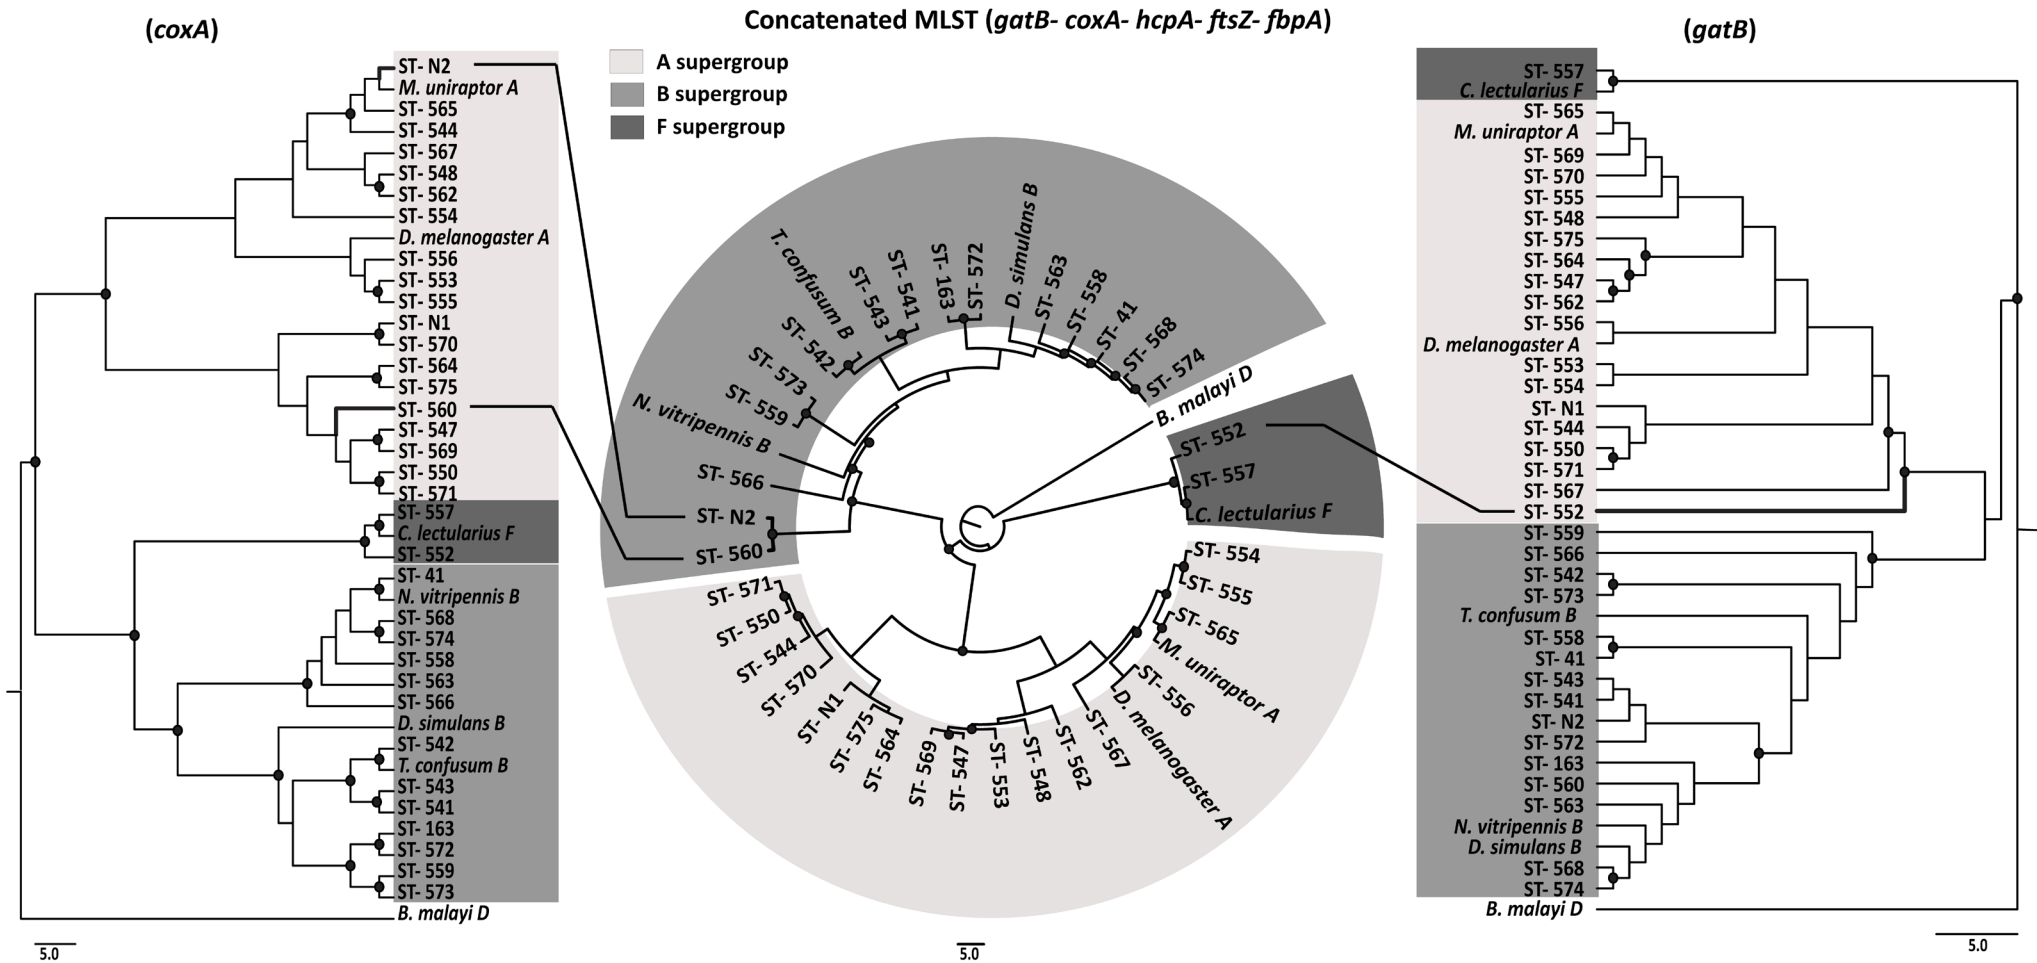 (coxA)
Concatenated MLST (gatB- coxA- hcpA- ftsZ- fbpA)
(gatB)
A supergroup
B supergroup
F supergroup
ST- N2
M. uniraptor A
ST- 565
ST- 544
ST- 567
ST- 548
ST- 562
ST- 554
D. melanogaster A
ST- 556
ST- 553
ST- 555
ST- N1
ST- 570
ST- 564
ST- 575
ST- 560
ST- 547
ST- 569
ST- 550
ST- 571
ST- 557
C. lectularius F
ST- 552
ST- 41
N. vitripennis B
ST- 568
ST- 574
ST- 558
ST- 563
ST- 566
D. simulans B
ST- 542
T. confusum B
ST- 543
ST- 541
ST- 163
ST- 572
ST- 559
ST- 573
B. malayi D
5.0
ST- 560
ST- N2
ST- 566
N. vitripennis B
ST- 559
ST- 573
ST- 542
T. confusum B
ST- 543
ST- 541
ST- 163
ST- 572
D. simulans B
ST- 563
ST- 558
ST- 41
ST- 568
ST- 574
B. malayi D
ST- 552
ST- 557
C. lectularius F
ST- 554
ST- 555
ST- 565
M. uniraptor A
ST- 556
D. melanogaster A
ST- 567
ST- 562
ST- 548
ST- 553
ST- 547
ST- 569
ST- 564
ST- 575
ST- N1
ST- 570
ST- 544
ST- 550
ST- 571
5.0
ST- 557
C. lectularius F
ST- 565
M. uniraptor A
ST- 569
ST- 570
ST- 555
ST- 548
ST- 575
ST- 564
ST- 547
ST- 562
ST- 556
D. melanogaster A
ST- 553
ST- 554
ST- N1
ST- 544
ST- 550
ST- 571
ST- 567
ST- 552
ST- 559
ST- 566
ST- 542
ST- 573
T. confusum B
ST- 558
ST- 41
ST- 543
ST- 541
ST- N2
ST- 572
ST- 163
ST- 560
ST- 563
N. vitripennis B
D. simulans B
ST- 568
ST- 574
B. malayi D
5.0